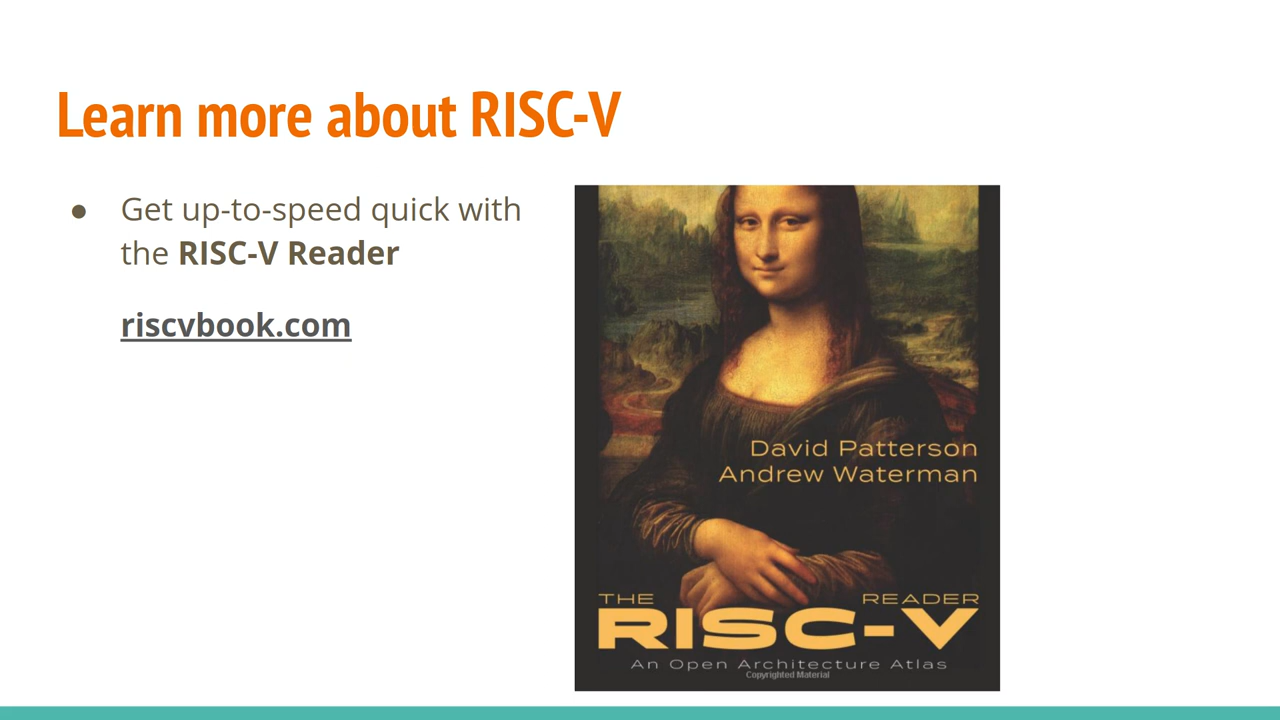 Learn more about RISC-V
● Get up-to-speed quick with
the RISC-V Reader
riscvbook.com
David Patterson
Andrew Waterman
THE READER
RISC-V
An Open Architecture Atlas
Copyrighted Material